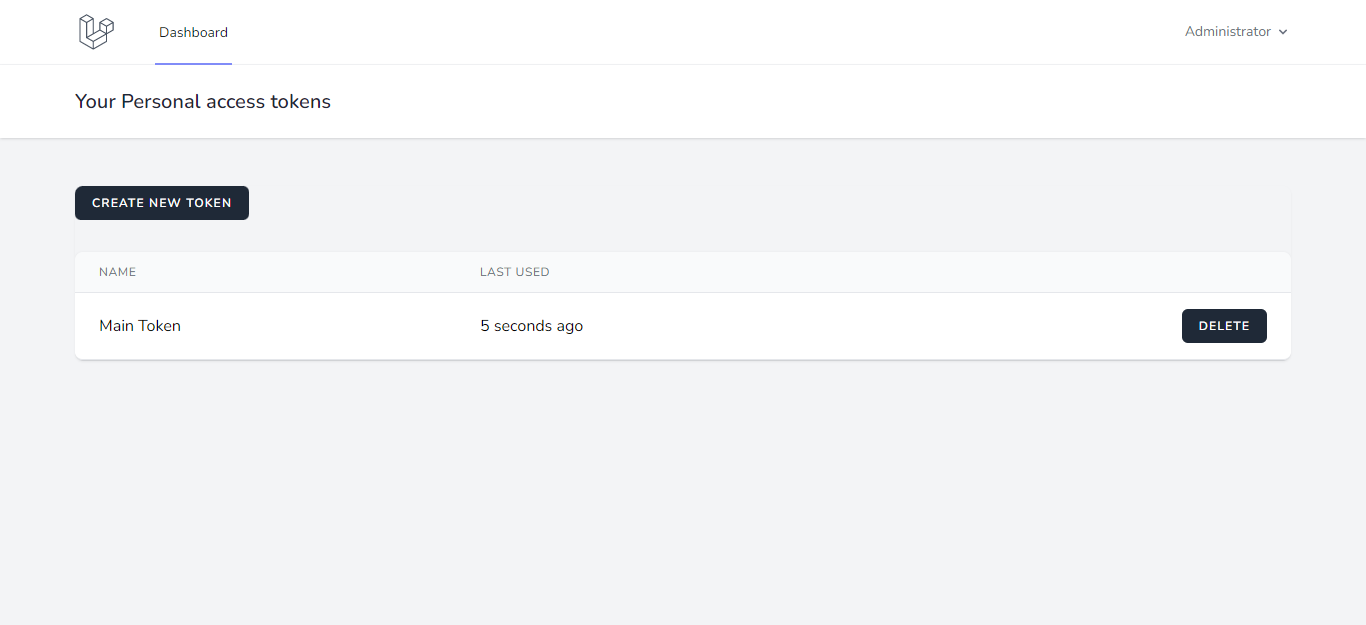 Dashboard
Administrator
Your Personal access tokens
CREATE NEW TOKEN
NAME LAST USED
Main Token 5 seconds ago DELETE